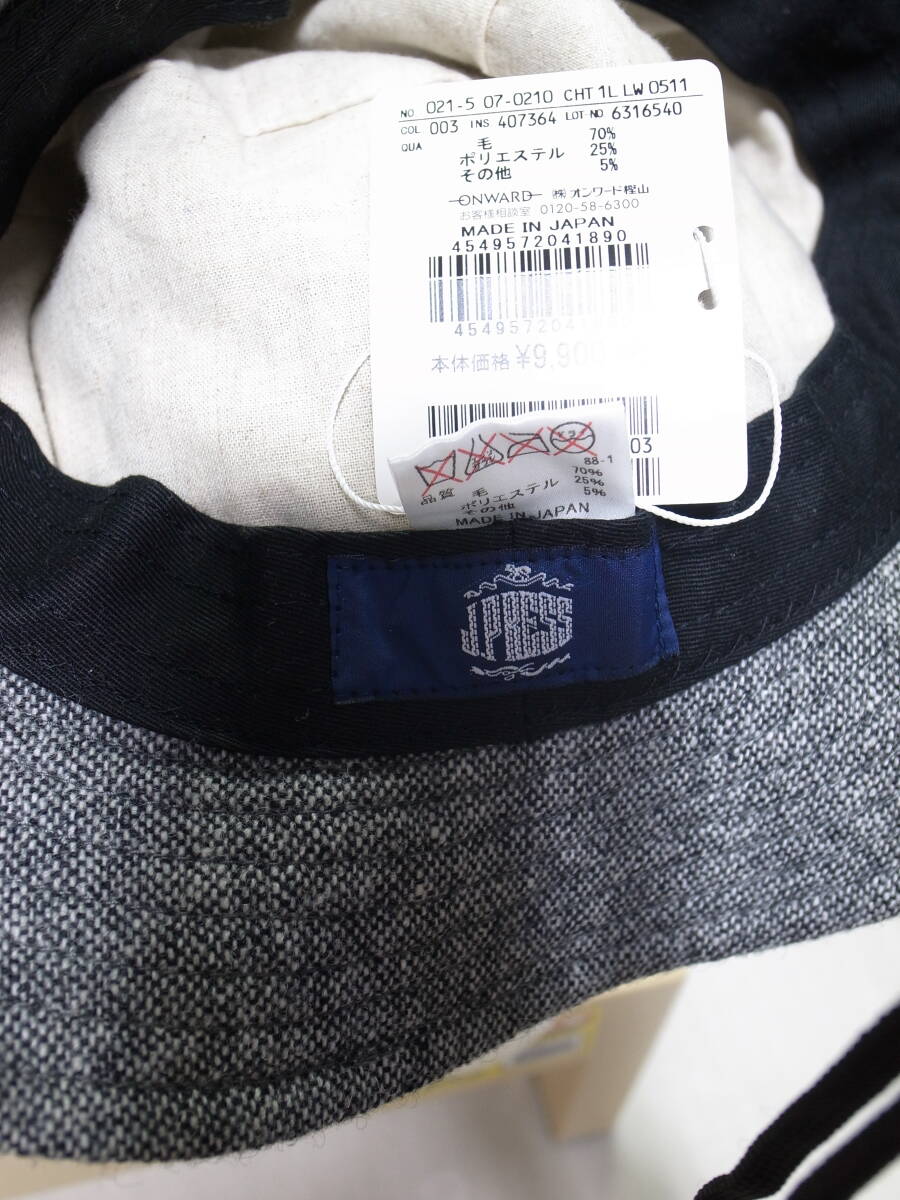 NO 021-5 07-0210 CHT 1L LW 0511
COL 003 INS 407364 LOT-NO 6316540
QUA 毛 70%
ポリエステル 25%
その他 5%
ONWARD ㈱オンワード樫山
お客様相談室 0120-58-6300
MADE IN JAPAN
4549572041890
4549572041890
本体価格 ¥9,900
03
88-1
品質 毛 70%
ポリエステル 25%
その他 5%
MADE IN JAPAN
J.PRESS